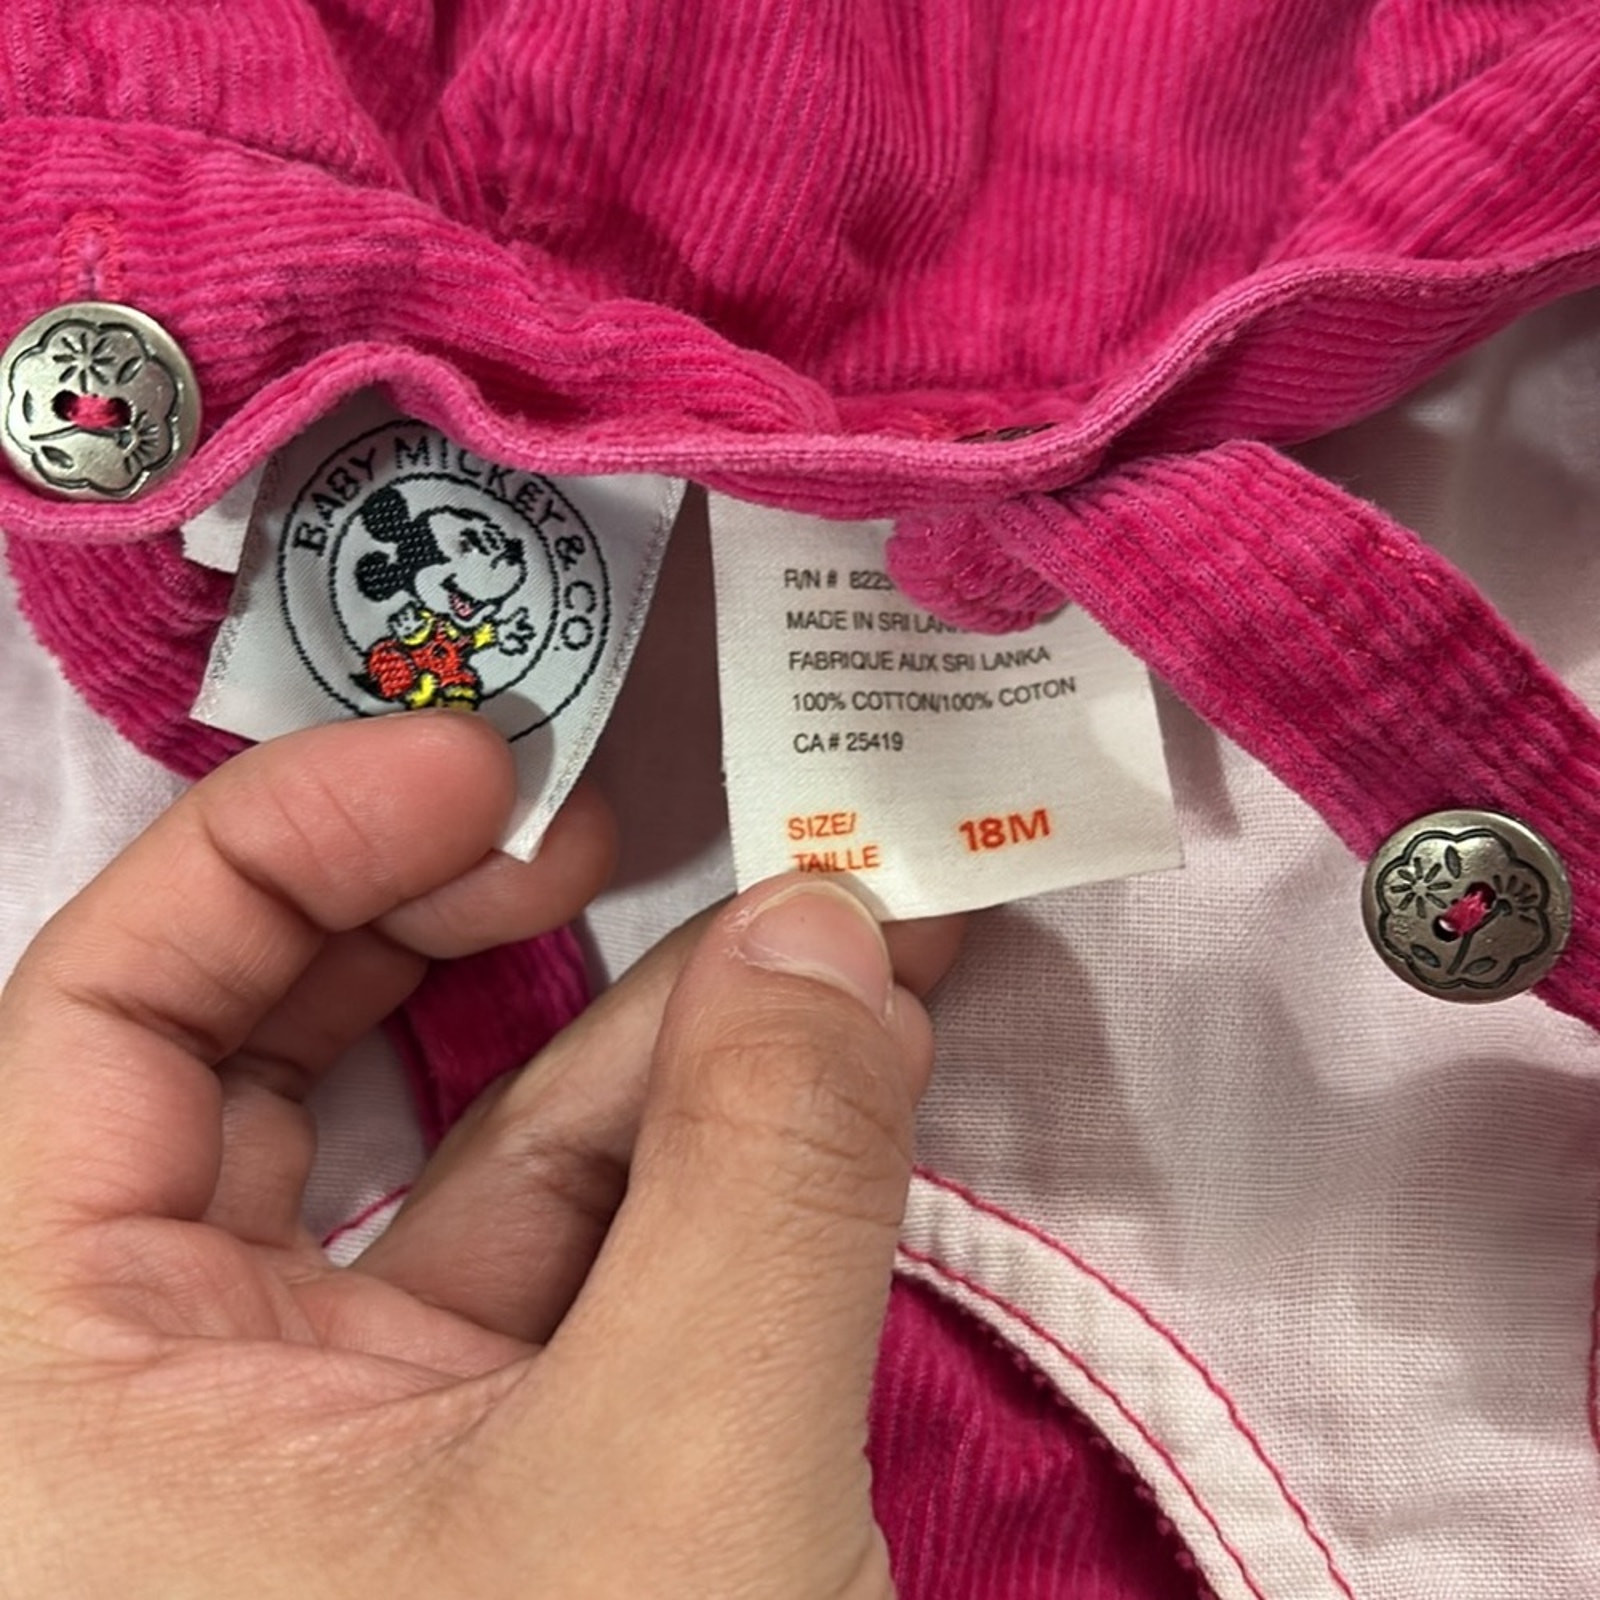 BABY MICKEY & CO.
R/N # 8225
MADE IN SRI LANKA
FABRIQUE AUX SRI LANKA
100% COTTON/100% COTON
CA # 25419
SIZE/
TAILLE 18M